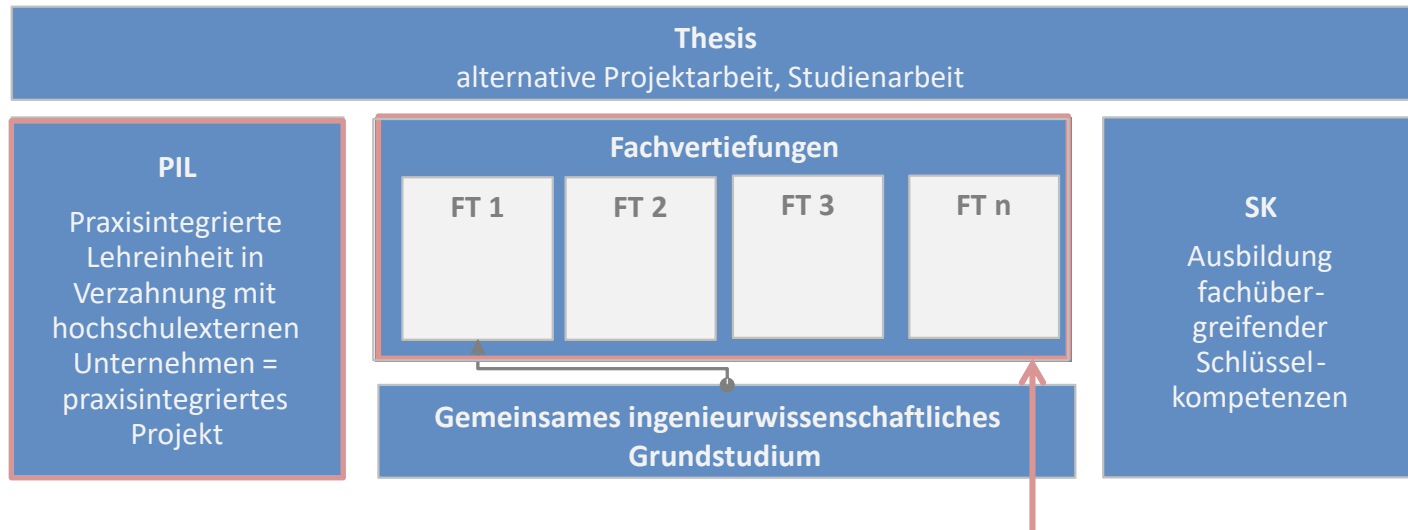 Thesis
alternative Projektarbeit, Studienarbeit
PIL
Praxisintegrierte
Lehreinheit in
Verzahnung mit
hochschulexternen
Unternehmen =
praxisintegriertes
Projekt
Fachvertiefungen
FT 1
FT 2
FT 3
FT n
Gemeinsames ingenieurwissenschaftliches
Grundstudium
SK
Ausbildung
fachüber-
greifender
Schlüssel-
kompetenzen